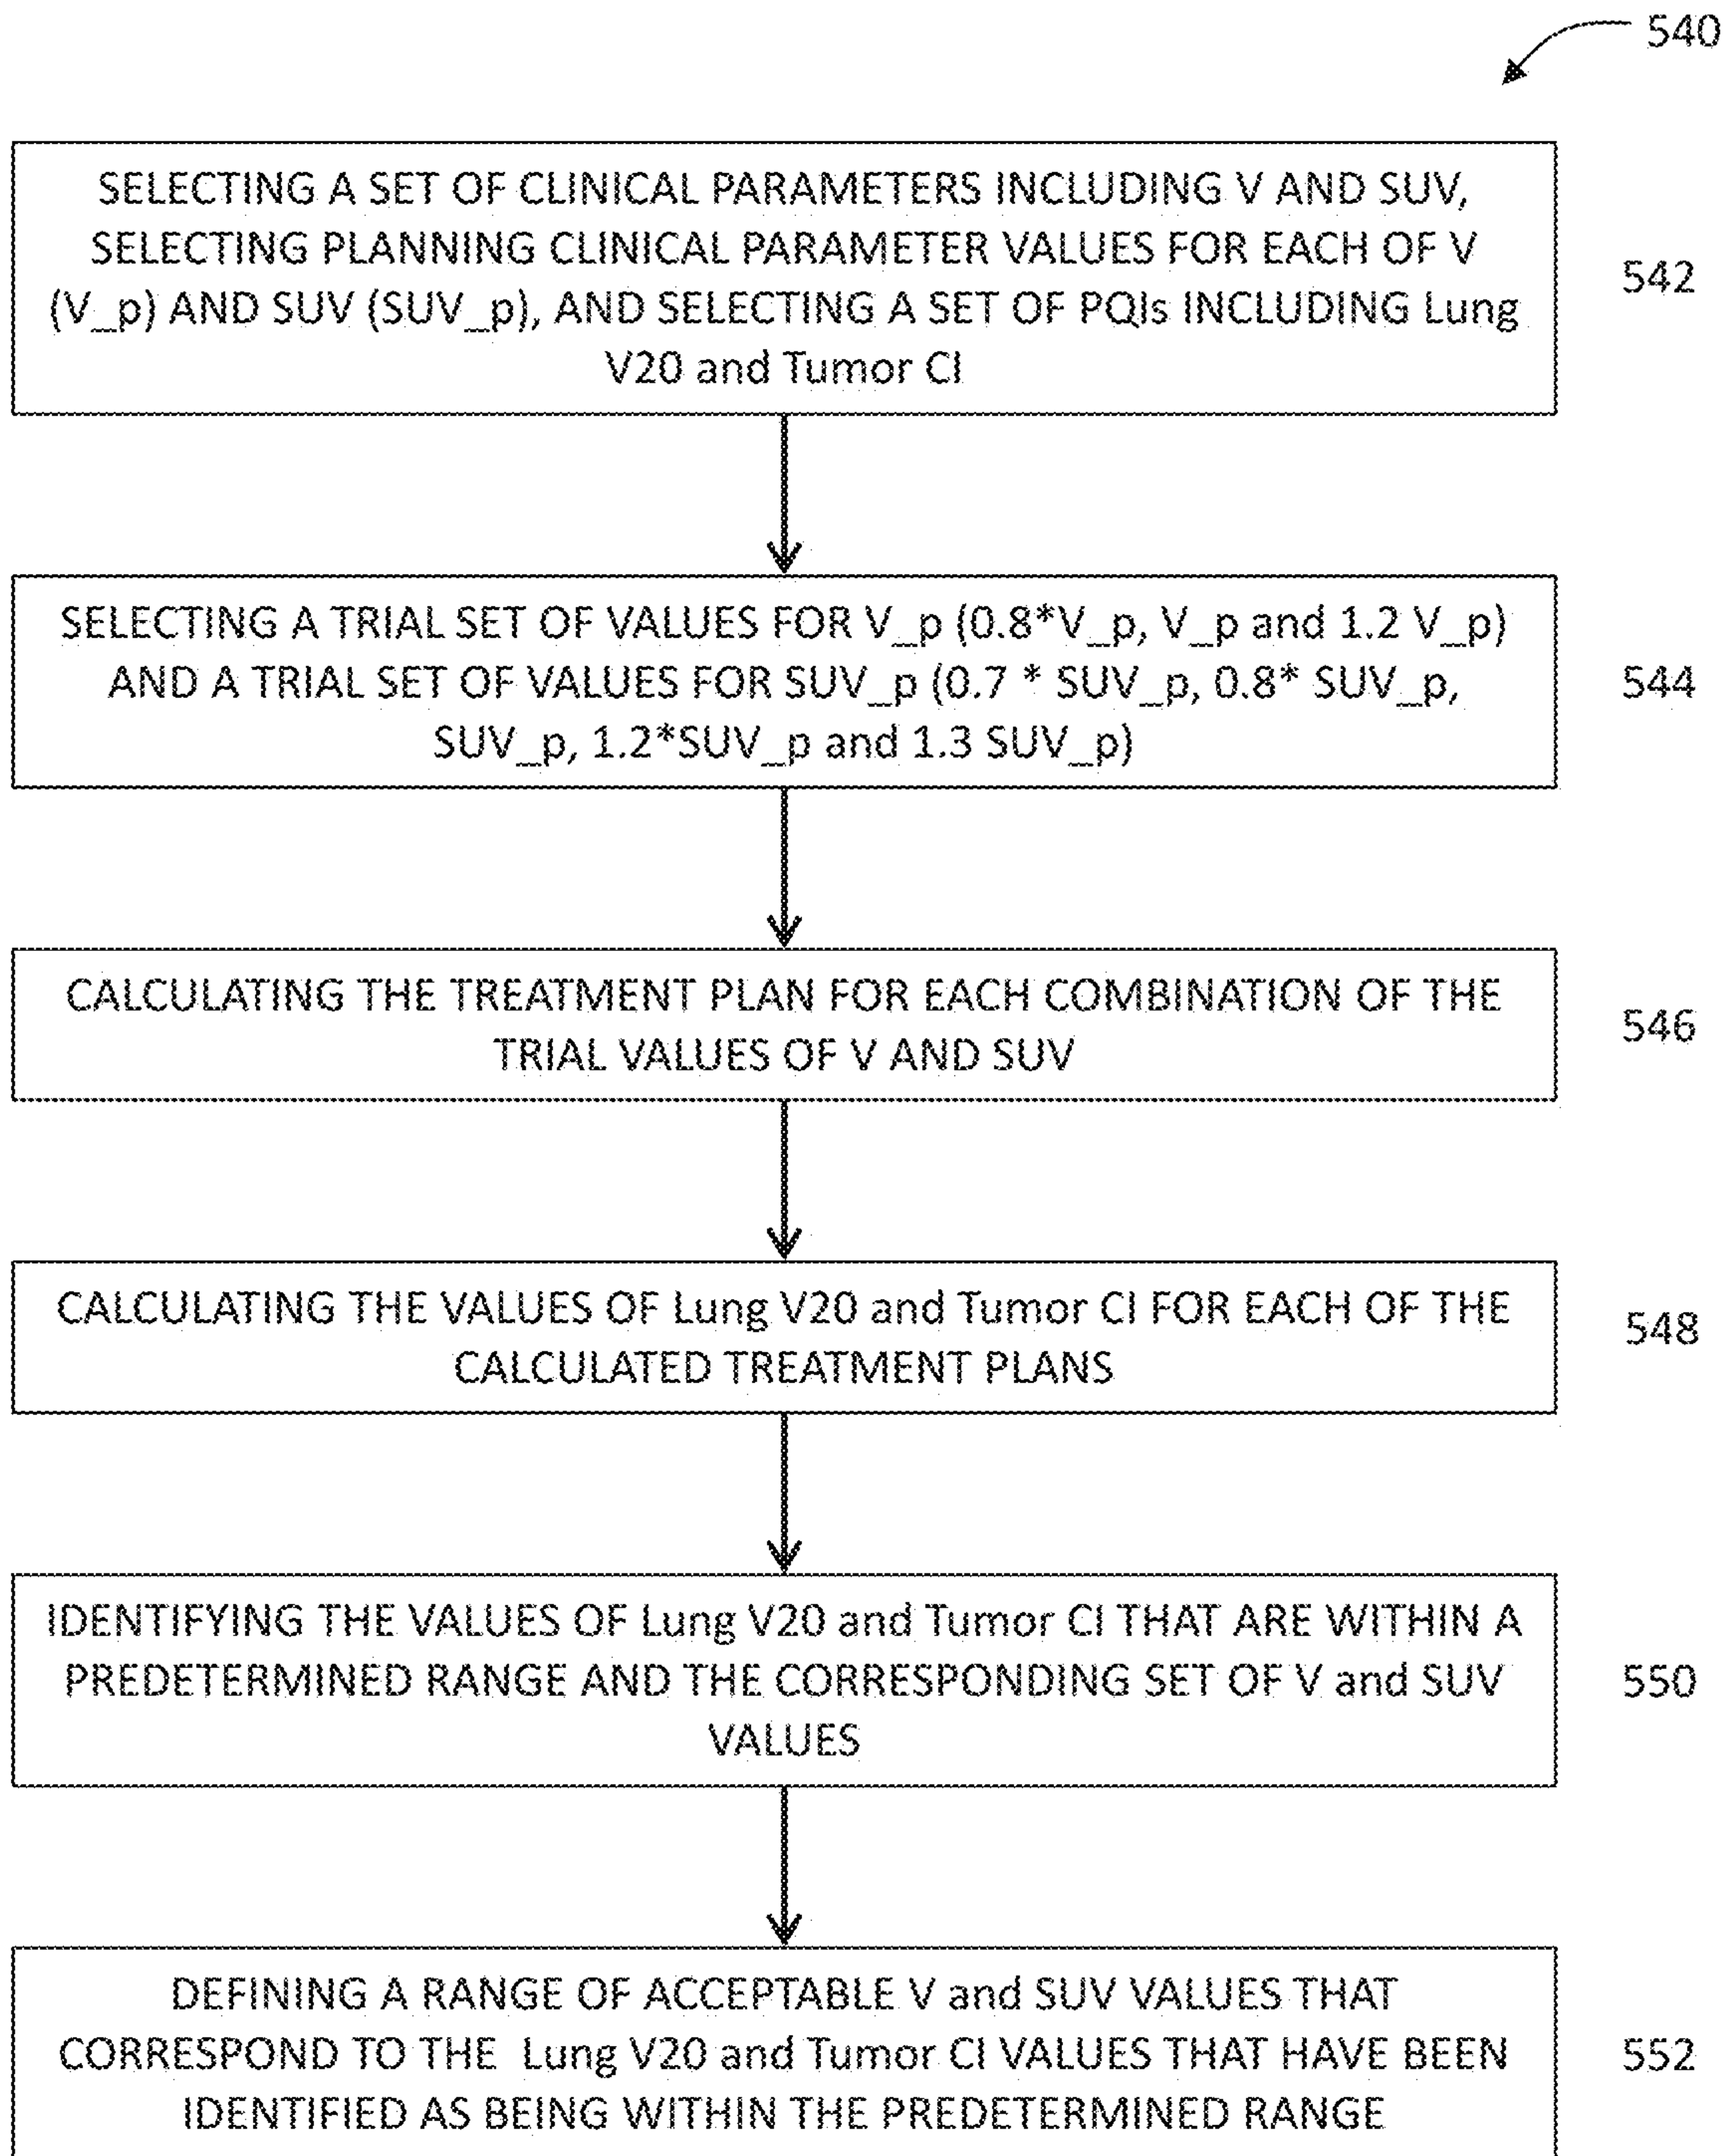 540
SELECTING A SET OF CLINICAL PARAMETERS INCLUDING V AND SUV,
SELECTING PLANNING CLINICAL PARAMETER VALUES FOR EACH OF V
(V_p) AND SUV (SUV_p), AND SELECTING A SET OF PQIs INCLUDING Lung
V20 and Tumor CI
542
SELECTING A TRIAL SET OF VALUES FOR V_p (0.8*V_p, V_p and 1.2 V_p)
AND A TRIAL SET OF VALUES FOR SUV_p (0.7 * SUV_p, 0.8* SUV_p,
SUV_p, 1.2*SUV_p and 1.3 SUV_p)
544
CALCULATING THE TREATMENT PLAN FOR EACH COMBINATION OF THE
TRIAL VALUES OF V AND SUV
546
CALCULATING THE VALUES OF Lung V20 and Tumor CI FOR EACH OF THE
CALCULATED TREATMENT PLANS
548
IDENTIFYING THE VALUES OF Lung V20 and Tumor CI THAT ARE WITHIN A
PREDETERMINED RANGE AND THE CORRESPONDING SET OF V and SUV
VALUES
550
DEFINING A RANGE OF ACCEPTABLE V and SUV VALUES THAT
CORRESPOND TO THE Lung V20 and Tumor CI VALUES THAT HAVE BEEN
IDENTIFIED AS BEING WITHIN THE PREDETERMINED RANGE
552